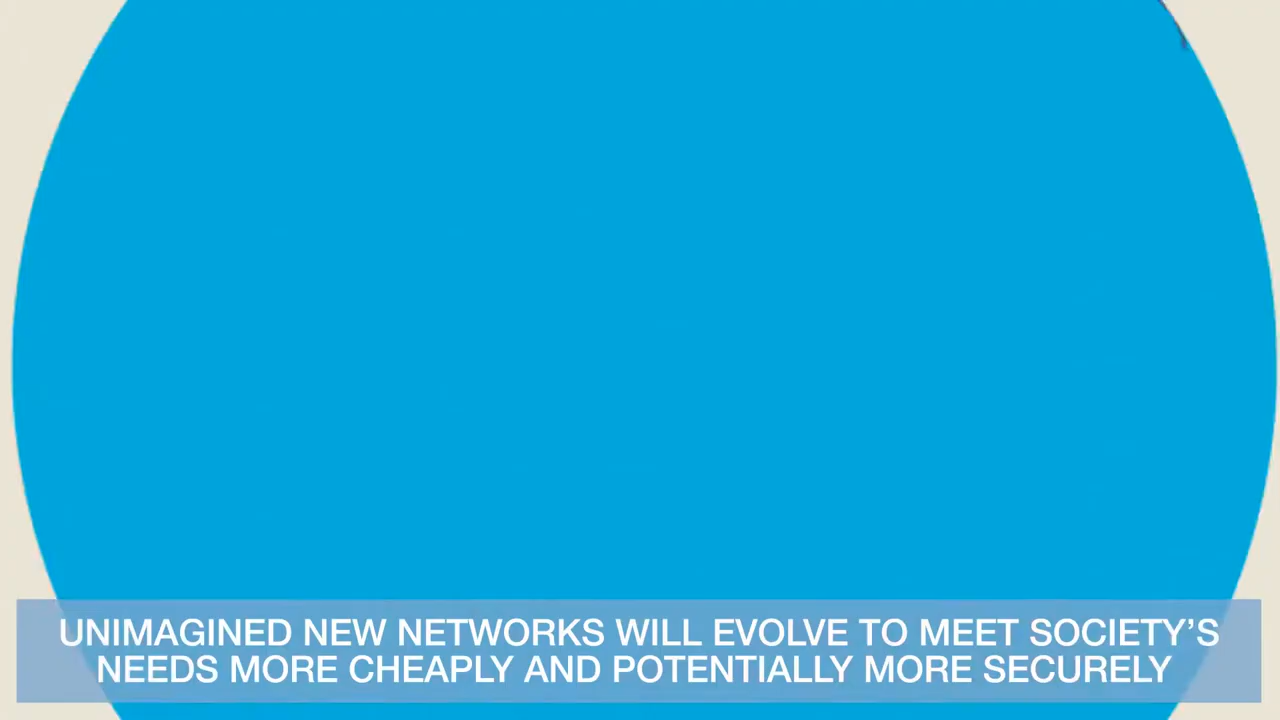 UNIMAGINED NEW NETWORKS WILL EVOLVE TO MEET SOCIETY’S
NEEDS MORE CHEAPLY AND POTENTIALLY MORE SECURELY